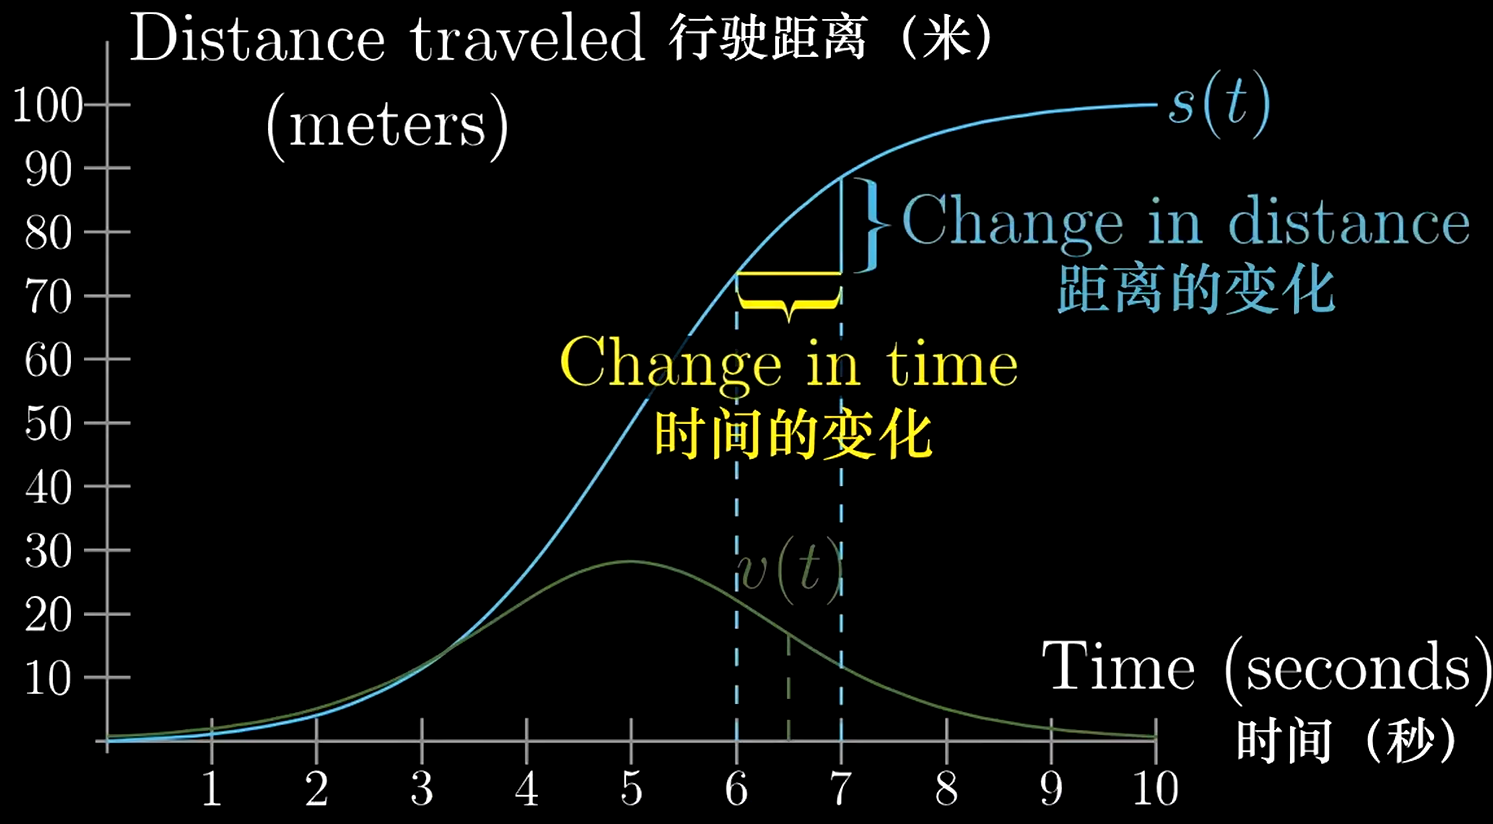 Distance traveled 行驶距离（米）
(meters)
100
90
80
70
60
50
40
30
20
10
s(t)
Change in distance
距离的变化
Change in time
时间的变化
v(t)
Time (seconds)
时间（秒）
1 2 3 4 5 6 7 8 9 10